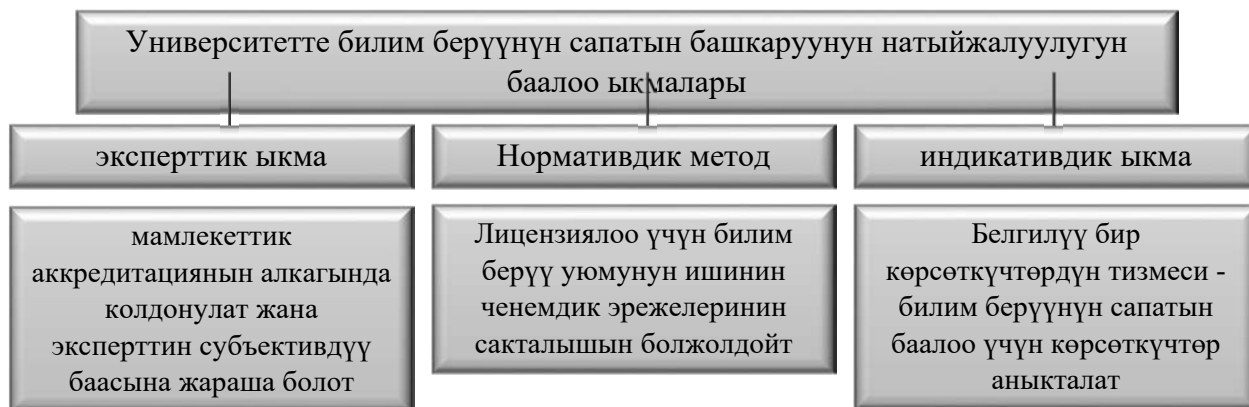 Университетте билим берүүнүн сапатын башкаруунун натыйжалуулугун
баалоо ыкмалары
эксперттик ыкма
мамлекеттик
аккредитациянын алкагында
колдонулат жана
эксперттин субъективдүү
баасына жараша болот
Нормативдик метод
Лицензиялоо үчүн билим
берүү уюмунун ишинин
ченемдик эрежелеринин
сакталышын болжолдойт
индикативдик ыкма
Белгилүү бир
көрсөткүчтөрдүн тизмеси -
билим берүүнүн сапатын
баалоо үчүн көрсөткүчтөр
аныкталат